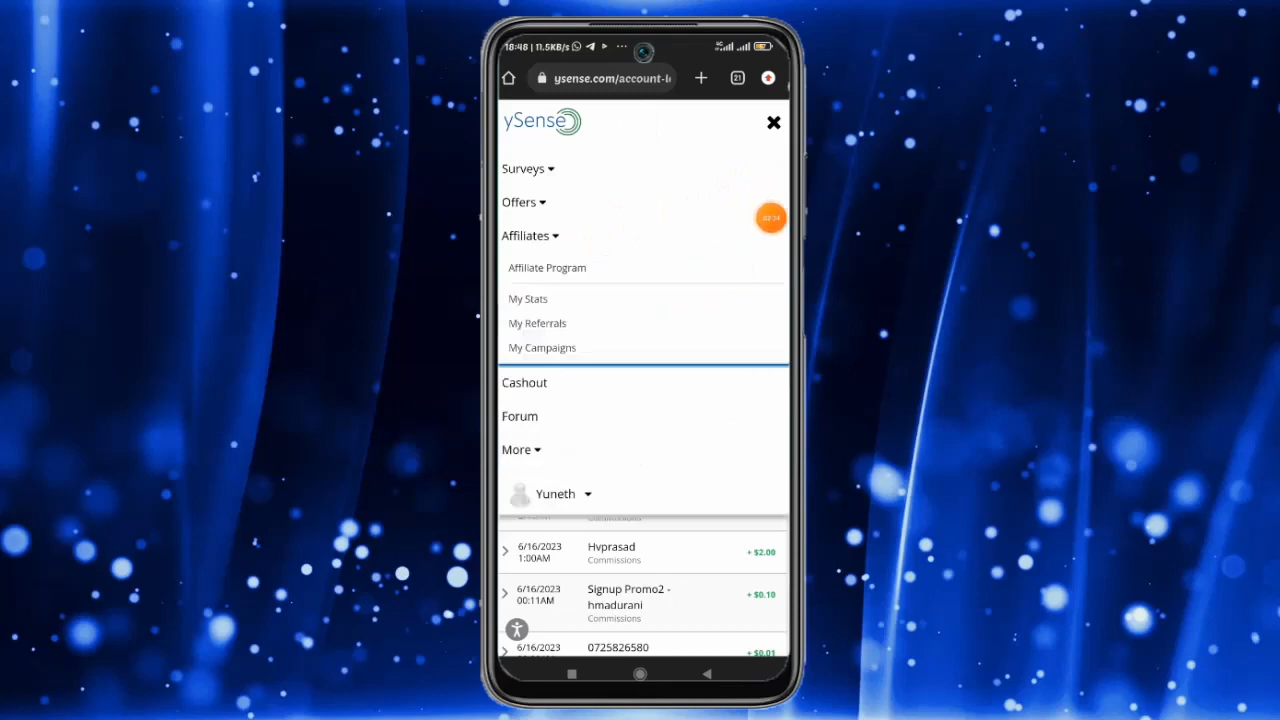 18:48 | 11.5KB/s
21
ysense.com/account-l
ySense
Surveys
Offers
Affiliates
Affiliate Program
My Stats
My Referrals
My Campaigns
Cashout
Forum
More
Yuneth
Commissions
6/16/2023
1:00AM
Hvprasad
Commissions
+ $2.00
6/16/2023
00:11AM
Signup Promo2 -
hmadurani
Commissions
+ $0.10
6/16/2023
0725826580
+ $0.01